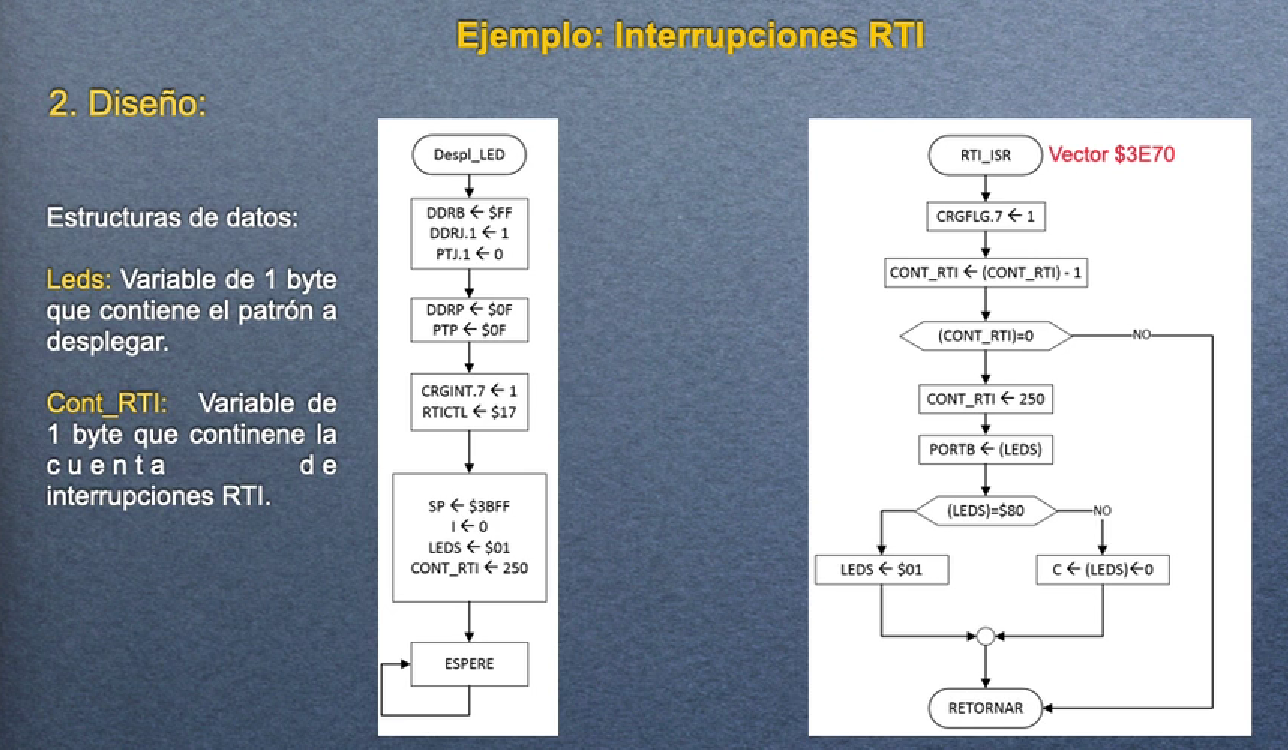 Ejemplo: Interrupciones RTI
2. Diseño:
Estructuras de datos:
Leds: Variable de 1 byte
que contiene el patrón a
desplegar.
Cont_RTI: Variable de
1 byte que continene la
cuenta de
interrupciones RTI.
Despl_LED
DDRB ← $FF
DDRJ.1 ← 1
PTJ.1 ← 0
DDRP ← $0F
PTP ← $0F
CRGINT.7 ← 1
RTICTL ← $17
SP ← $3BFF
I ← 0
LEDS ← $01
CONT_RTI ← 250
ESPERE
RTI_ISR
Vector $3E70
CRGFLG.7 ← 1
CONT_RTI ← (CONT_RTI) - 1
(CONT_RTI)=0
NO
CONT_RTI ← 250
PORTB ← (LEDS)
(LEDS)=$80
NO
LEDS ← $01
C ← (LEDS)←0
RETORNAR